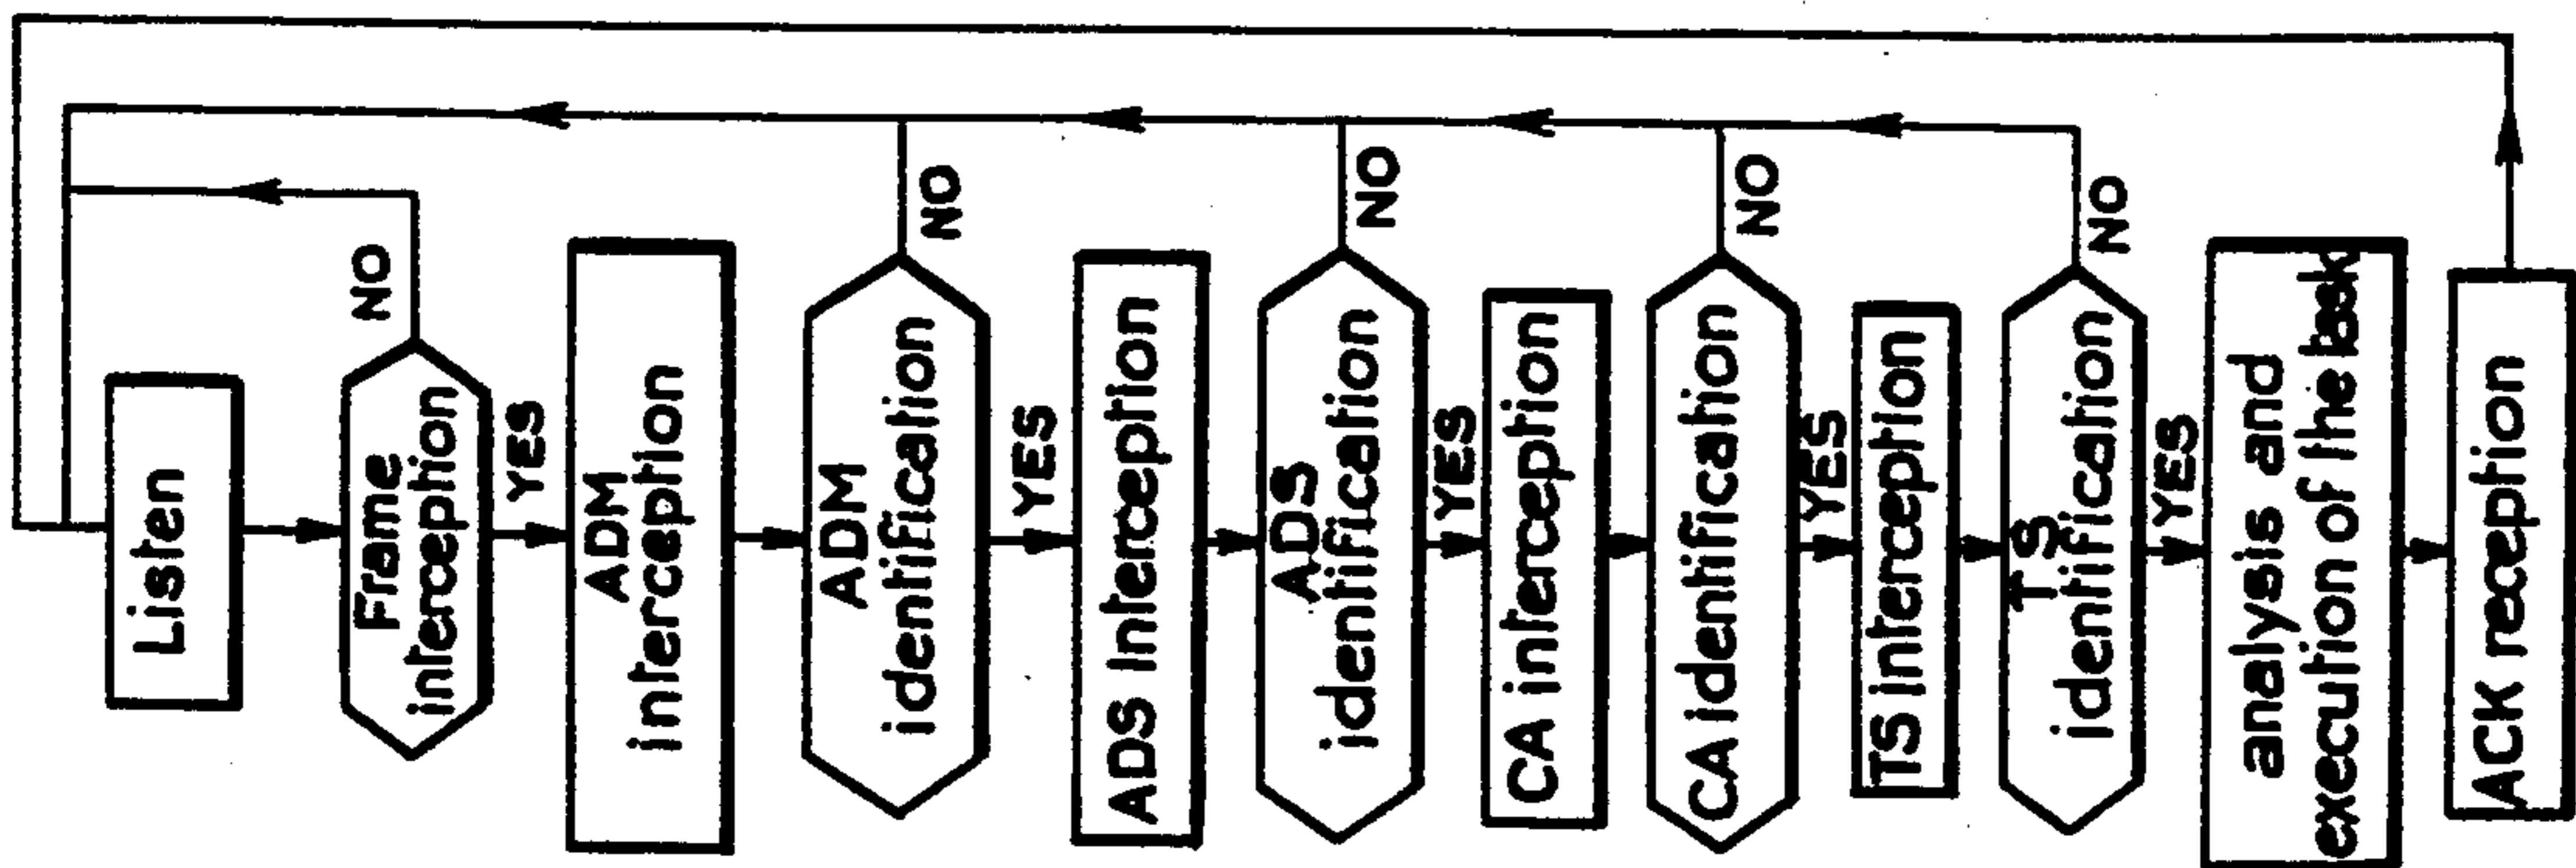 Listen
Frame
interception
NO
YES
ADM
interception
ADM
identification
NO
YES
ADS Interception
ADS
identification
NO
YES
CA interception
CA identification
NO
YES
TS interception
TS
identification
NO
YES
analysis and
execution of the task
ACK reception